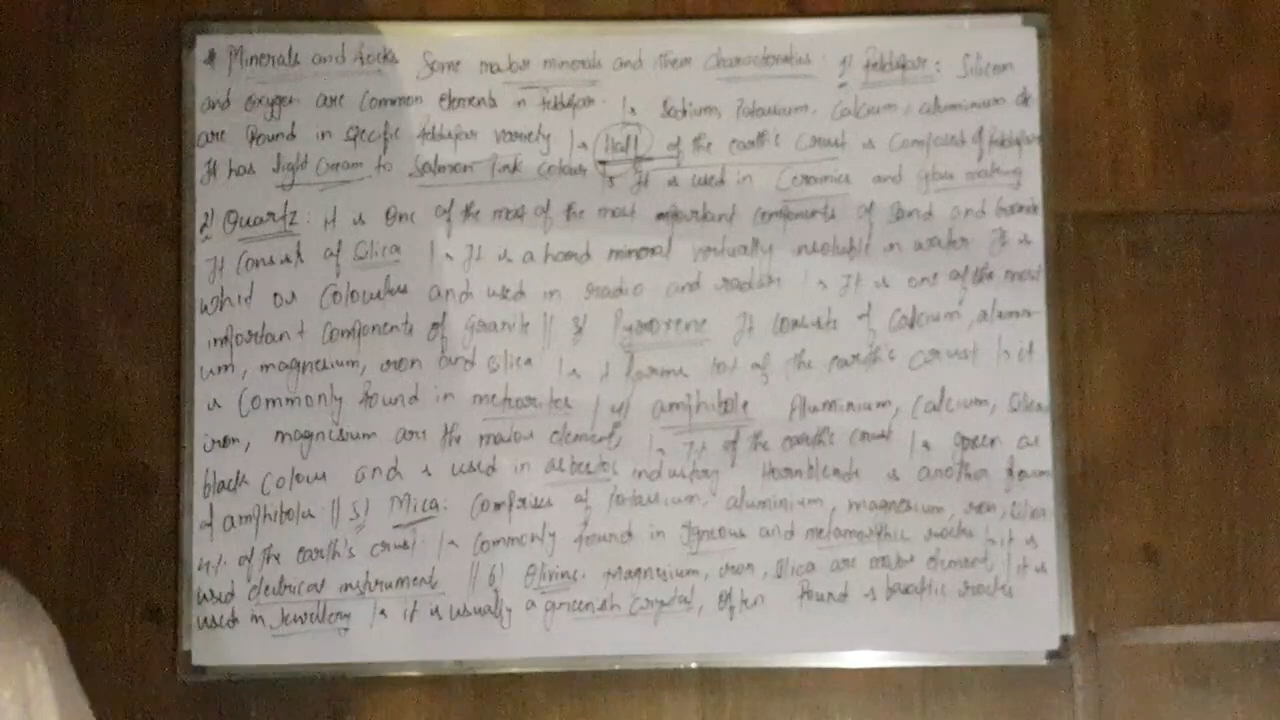 * Minerals and rocks Some major minerals and their characteristics 1) feldspar: Silicon
and oxygen are common elements in feldspar. Sodium, Potassium, Calcium, aluminium etc
are found in specific feldspar variety Half of the earth's crust is composed of feldspar
It has light cream to Salmon pink colour It is used in Ceramics and glass making
2) Quartz: It is one of the most of the most important components of Sand and Granite
It consists of Silica It is a hard mineral virtually insoluble in water It is
white or colourless and used in radio and radar It is one of the most
important components of Granite || 3) Pyroxene It consists of Calcium, alumin-
um, magnesium, iron and silica forms 10% of the earth's crust it
is commonly found in meteorites 4) amphibole Aluminium, Calcium, Silica
iron, magnesium are the major elements 7% of the earth's crust green or
black colour and is used in asbestos industry Hornblende is another form
of amphibole || 5) Mica: Comprises of Potassium, aluminium, magnesium, iron, silica
4% of the earth's crust commonly found in Igneous and metamorphic rocks it is
used electrical instrument || 6) Olivine. Magnesium, iron, Silica are major element it is
used in Jewellery it is usually a greenish Crystal, Often found is basaltic rocks